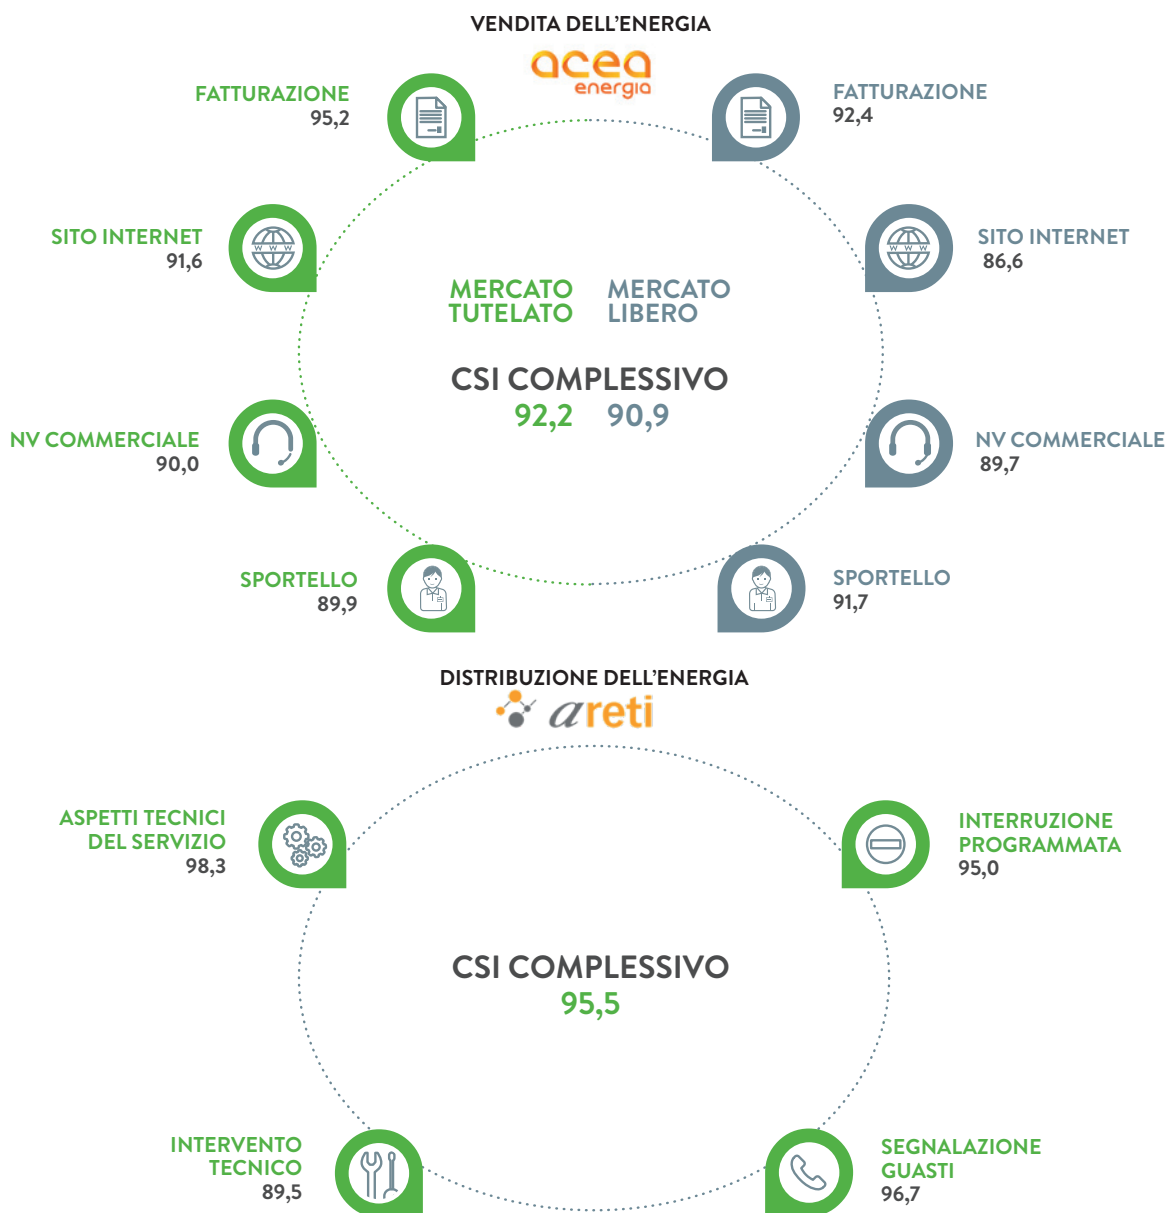 VENDITA DELL'ENERGIA
acea
energia
FATTURAZIONE
95,2
FATTURAZIONE
92,4
SITO INTERNET
91,6
WWW
WWW
SITO INTERNET
86,6
MERCATO
TUTELATO
MERCATO
LIBERO
CSI COMPLESSIVO
92,2 90,9
NV COMMERCIALE
90,0
NV COMMERCIALE
89,7
SPORTELLO
89,9
SPORTELLO
91,7
DISTRIBUZIONE DELL'ENERGIA
areti
ASPETTI TECNICI
DEL SERVIZIO
98,3
INTERRUZIONE
PROGRAMMATA
95,0
CSI COMPLESSIVO
95,5
INTERVENTO
TECNICO
89,5
SEGNALAZIONE
GUASTI
96,7